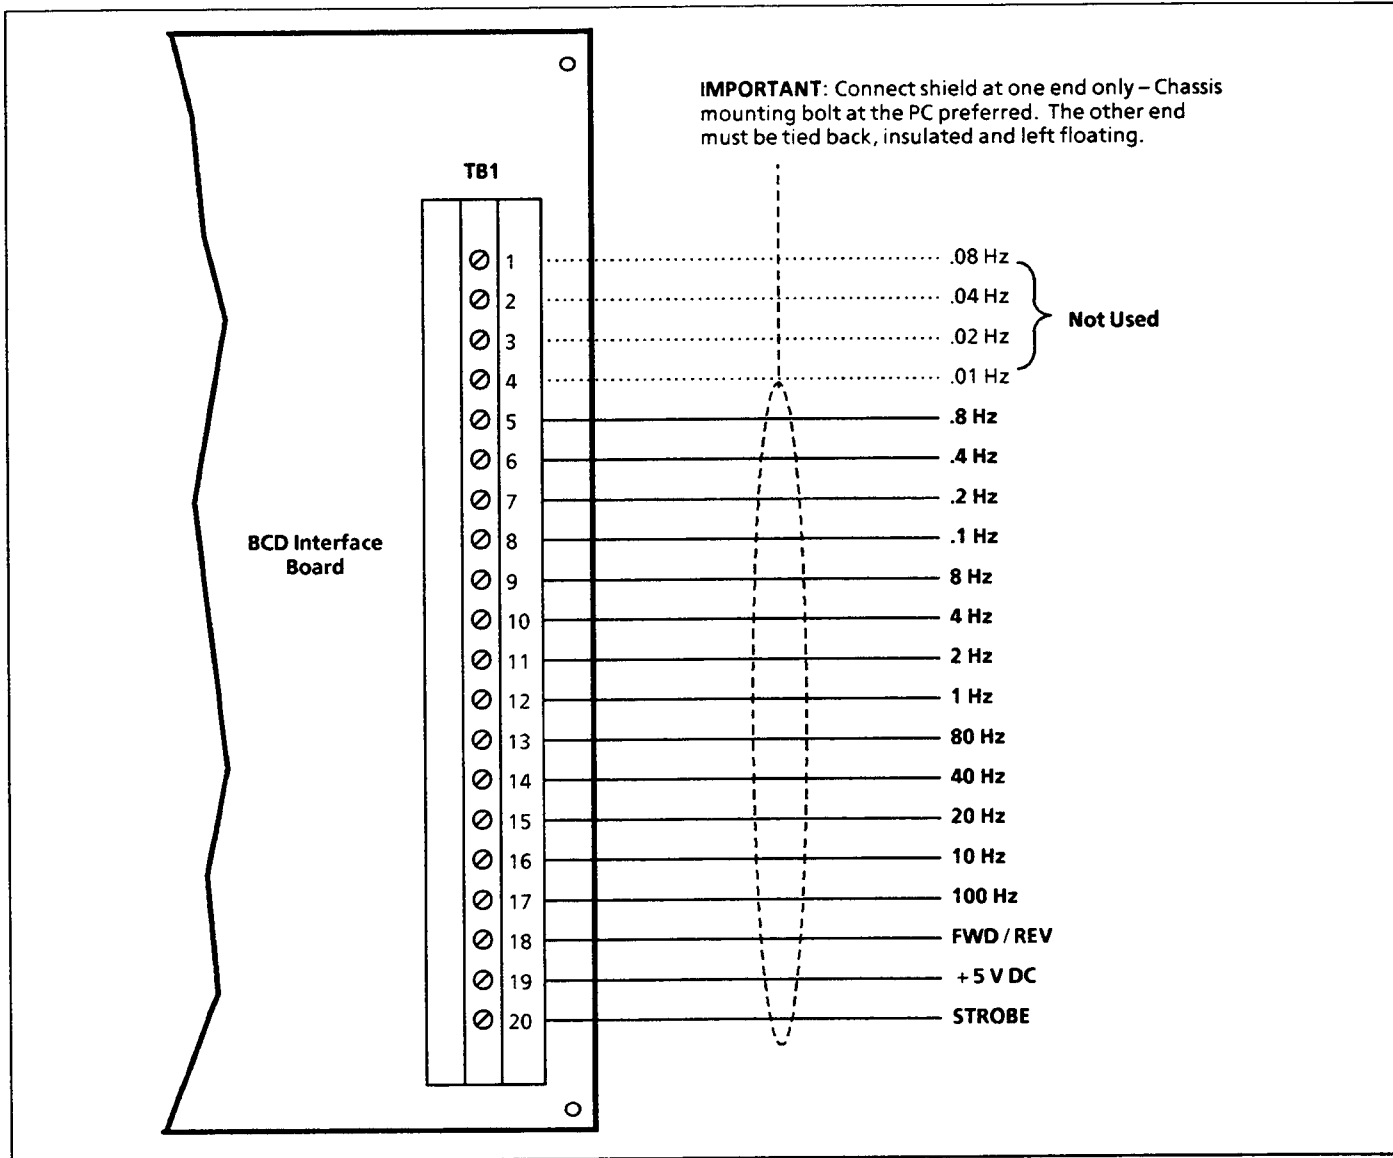 IMPORTANT: Connect shield at one end only – Chassis
mounting bolt at the PC preferred. The other end
must be tied back, insulated and left floating.
TB1
1 .08 Hz
2 .04 Hz
Not Used
3 .02 Hz
4 .01 Hz
5 .8 Hz
6 .4 Hz
7 .2 Hz
BCD Interface
Board
8 .1 Hz
9 8 Hz
10 4 Hz
11 2 Hz
12 1 Hz
13 80 Hz
14 40 Hz
15 20 Hz
16 10 Hz
17 100 Hz
18 FWD / REV
19 + 5 V DC
20 STROBE